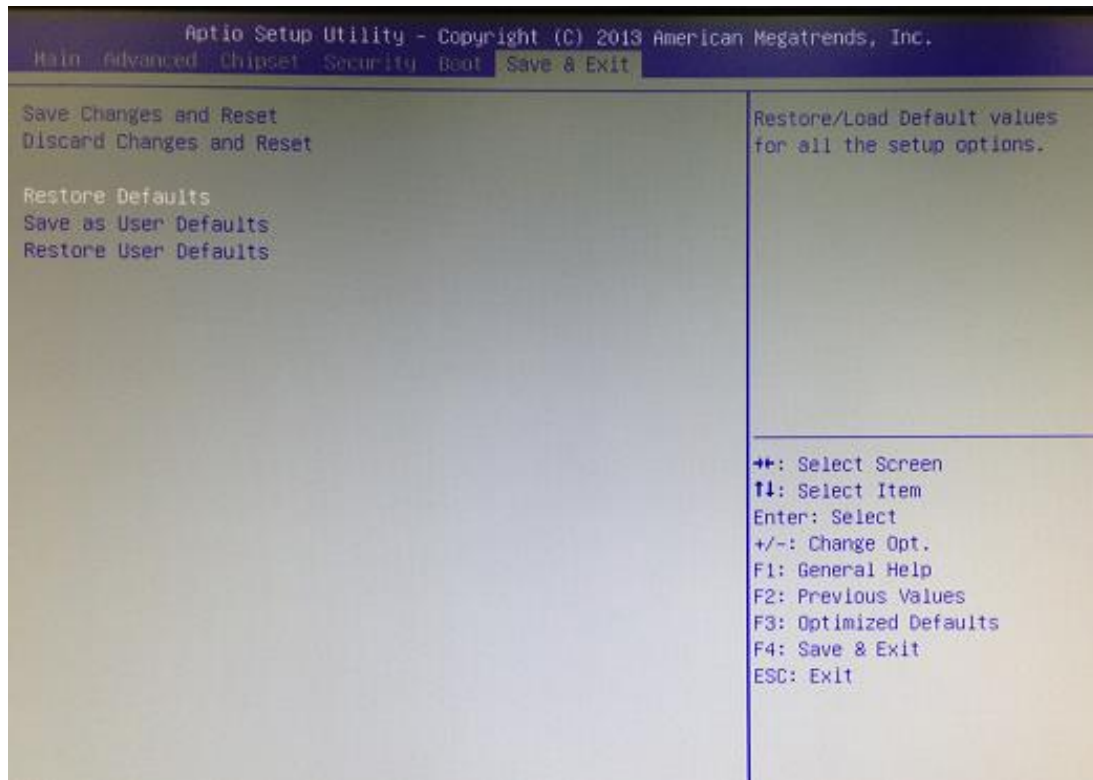 Aptio Setup Utility - Copyright (C) 2013 American Megatrends, Inc.
Main Advanced Chipset Security Boot Save & Exit
Save Changes and Reset
Discard Changes and Reset
Restore Defaults
Save as User Defaults
Restore User Defaults
Restore/Load Default values
for all the setup options.
→←: Select Screen
↑↓: Select Item
Enter: Select
+/-: Change Opt.
F1: General Help
F2: Previous Values
F3: Optimized Defaults
F4: Save & Exit
ESC: Exit